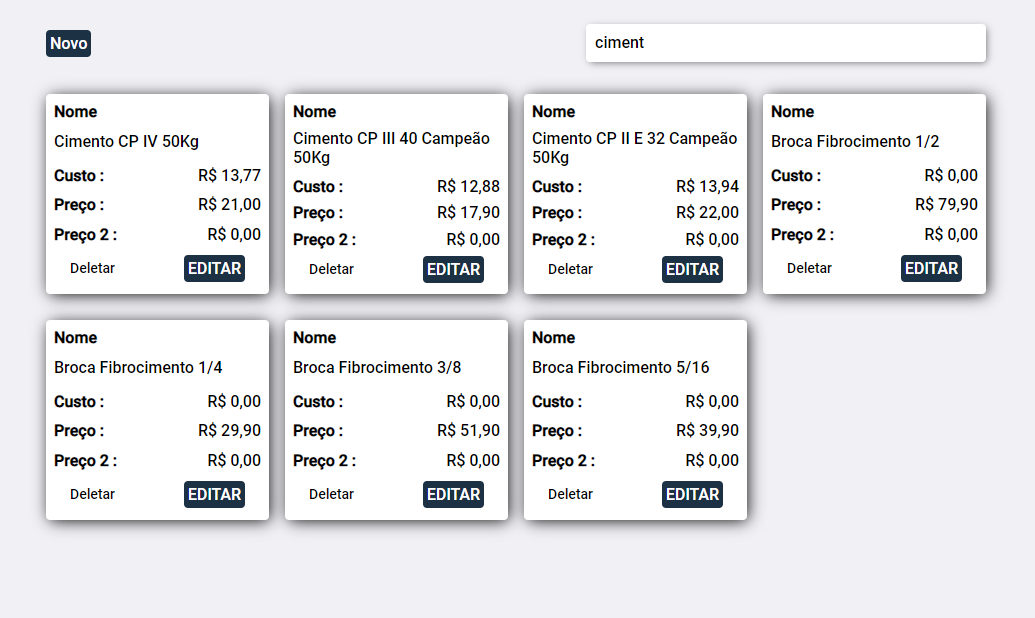 Novo
ciment
Nome
Cimento CP IV 50Kg
Custo : R$ 13,77
Preço : R$ 21,00
Preço 2 : R$ 0,00
Deletar EDITAR
Nome
Cimento CP III 40 Campeão
50Kg
Custo : R$ 12,88
Preço : R$ 17,90
Preço 2 : R$ 0,00
Deletar EDITAR
Nome
Cimento CP II E 32 Campeão
50Kg
Custo : R$ 13,94
Preço : R$ 22,00
Preço 2 : R$ 0,00
Deletar EDITAR
Nome
Broca Fibrocimento 1/2
Custo : R$ 0,00
Preço : R$ 79,90
Preço 2 : R$ 0,00
Deletar EDITAR
Nome
Broca Fibrocimento 1/4
Custo : R$ 0,00
Preço : R$ 29,90
Preço 2 : R$ 0,00
Deletar EDITAR
Nome
Broca Fibrocimento 3/8
Custo : R$ 0,00
Preço : R$ 51,90
Preço 2 : R$ 0,00
Deletar EDITAR
Nome
Broca Fibrocimento 5/16
Custo : R$ 0,00
Preço : R$ 39,90
Preço 2 : R$ 0,00
Deletar EDITAR